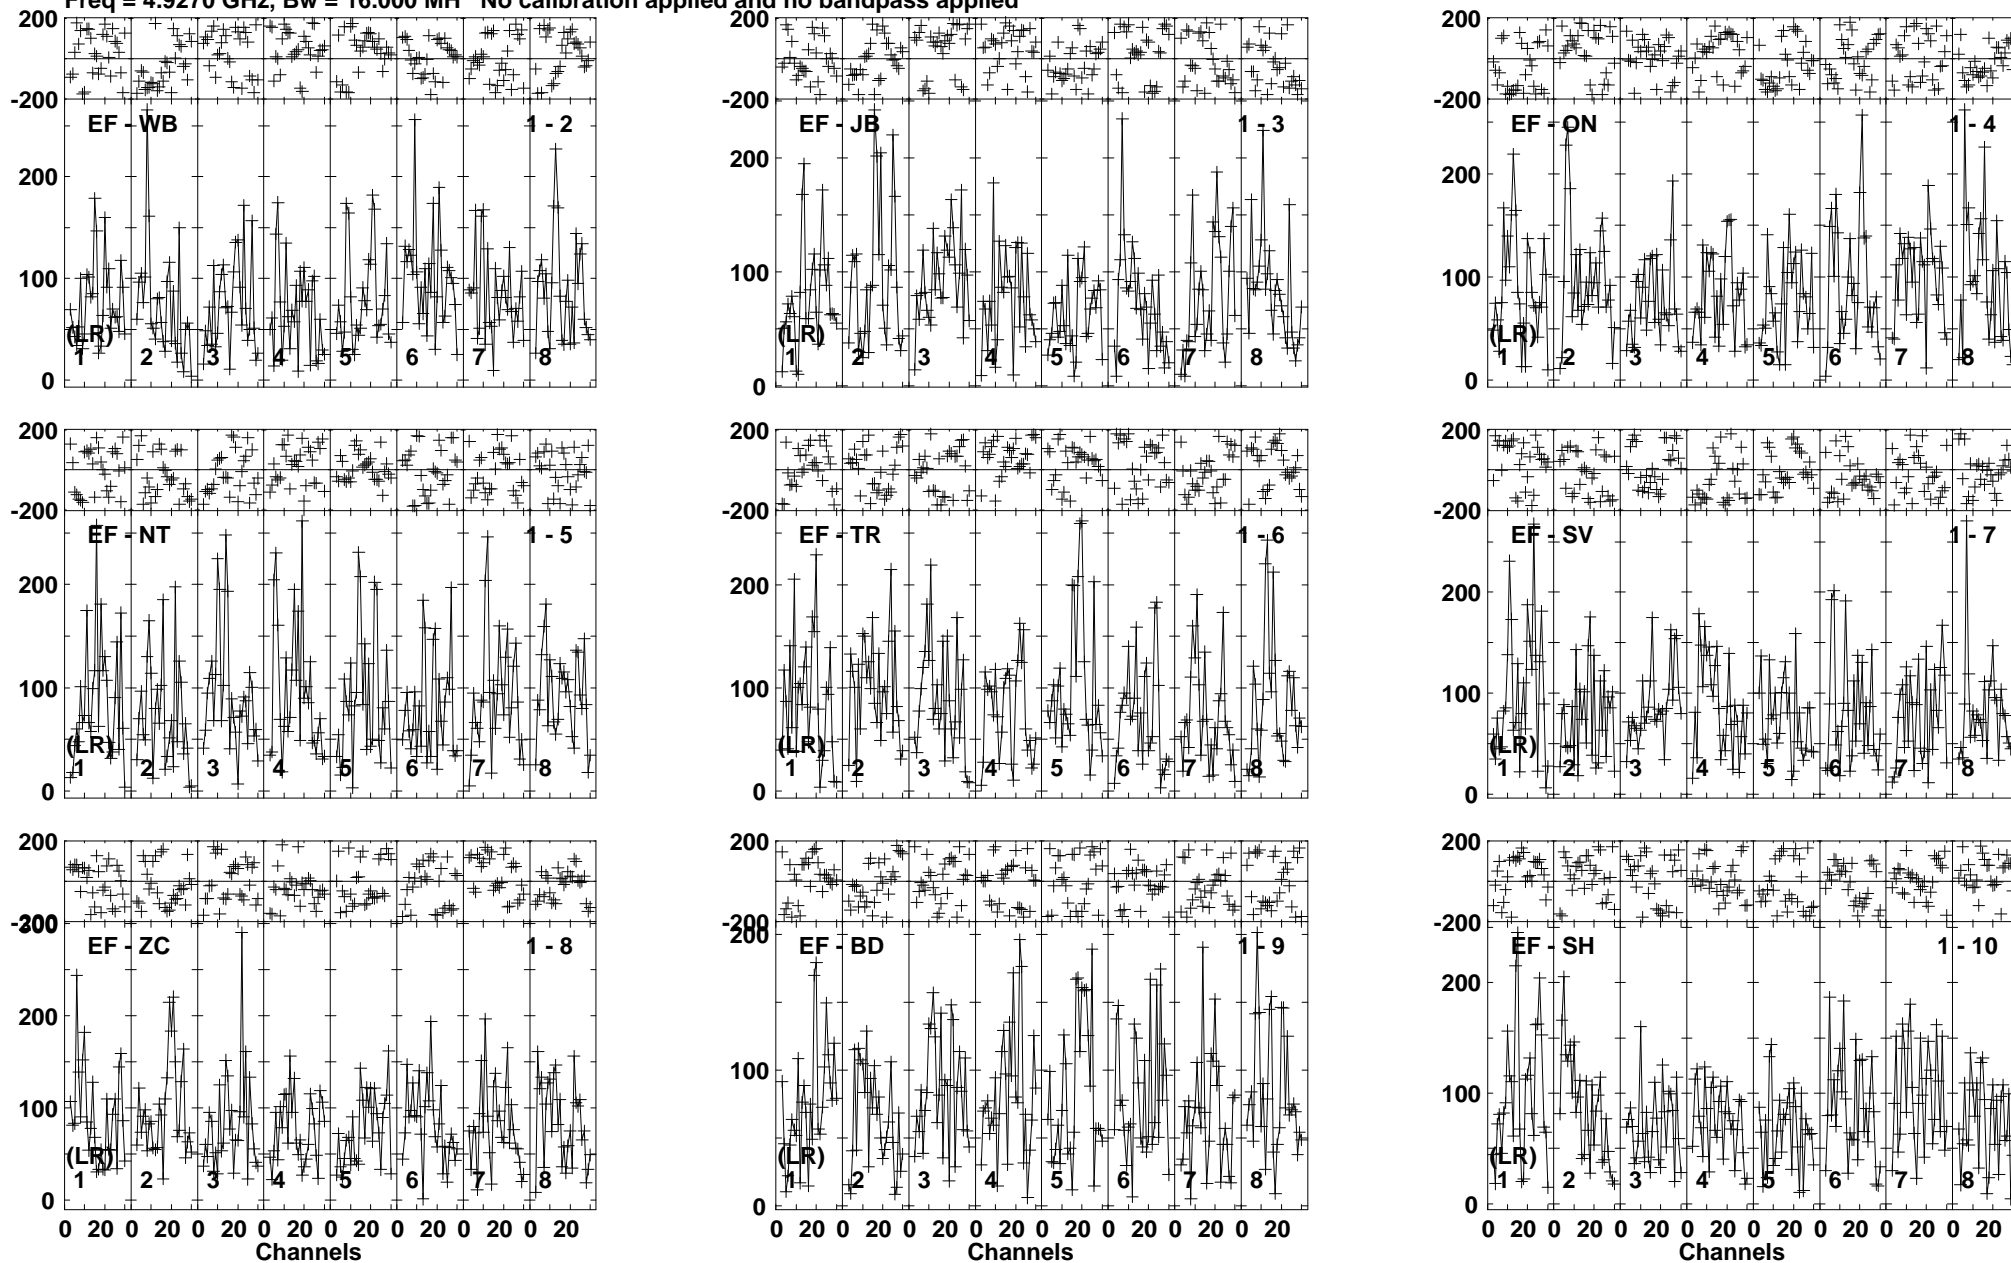 Freq = 4.9270 GHz, Bw = 16.000 MH No calibration applied and no bandpass applied
200 200 200
-200 -200 -200
EF - WB 1 - 2 EF - JB 1 - 3 EF - ON 1 - 4
200 200 200
100 100 100
(LR) (LR) (LR)
1 2 3 4 5 6 7 8 1 2 3 4 5 6 7 8 1 2 3 4 5 6 7 8
0 0 0
200 200 200
-200 -200 -200
EF - NT 1 - 5 EF - TR 1 - 6 EF - SV 1 - 7
200 200 200
100 100 100
(LR) (LR) (LR)
1 2 3 4 5 6 7 8 1 2 3 4 5 6 7 8 1 2 3 4 5 6 7 8
0 0 0
200 200 200
-200 -200 -200
300 200
EF - ZC 1 - 8 EF - BD 1 - 9 EF - SH 1 - 10
200 200
100 100 100
(LR) (LR) (LR)
1 2 3 4 5 6 7 8 1 2 3 4 5 6 7 8 1 2 3 4 5 6 7 8
0 0 0
0 20 0 20 0 20 0 20 0 20 0 20 0 20 0 20 0 20 0 20 0 20 0 20 0 20 0 20 0 20 0 20 0 20 0 20 0 20 0 20 0 20 0 20 0 20 0 20
Channels Channels Channels